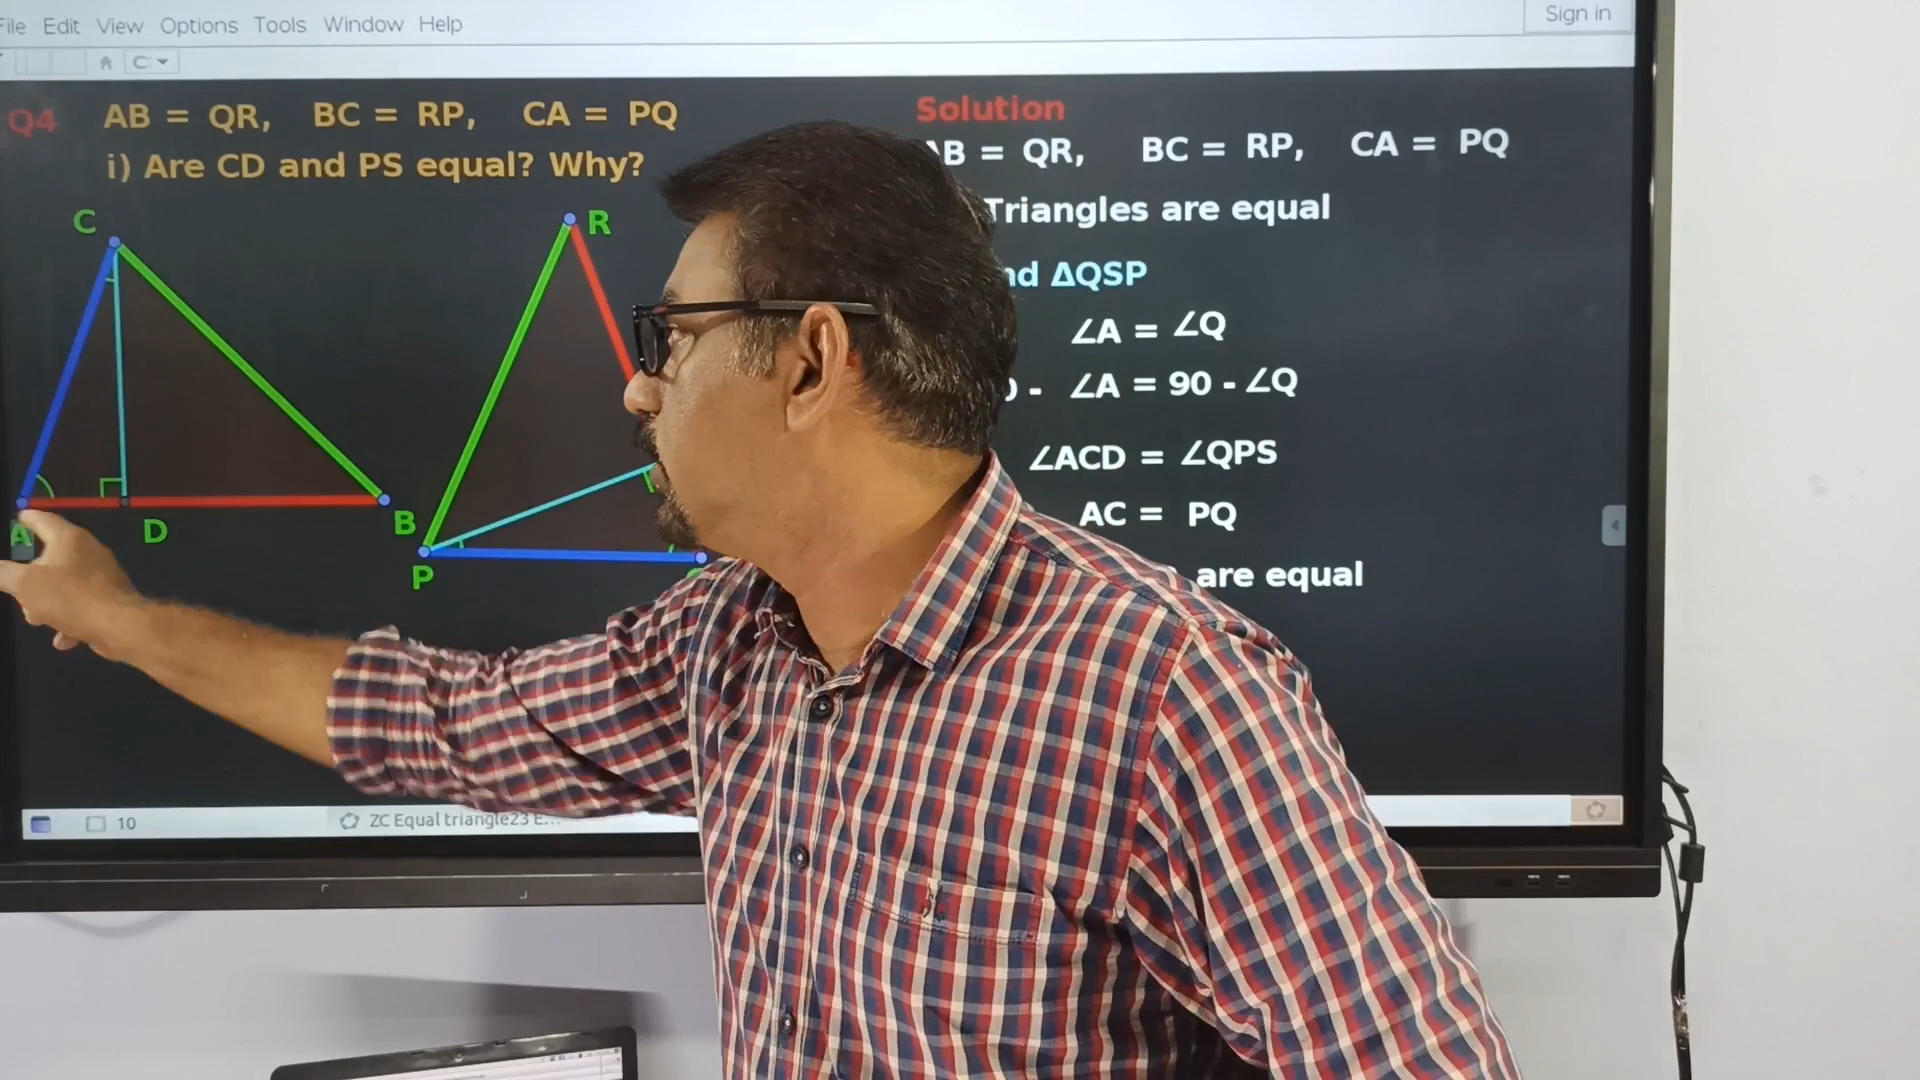 File Edit View Options Tools Window Help
Sign in
C:
Q4 AB = QR, BC = RP, CA = PQ
i) Are CD and PS equal? Why?
C
R
A
D
B
P
Solution
AB = QR, BC = RP, CA = PQ
Triangles are equal
ΔQSP
∠A = ∠Q
- ∠A = 90 - ∠Q
∠ACD = ∠QPS
AC = PQ
are equal
10
ZC Equal triangle23 E...